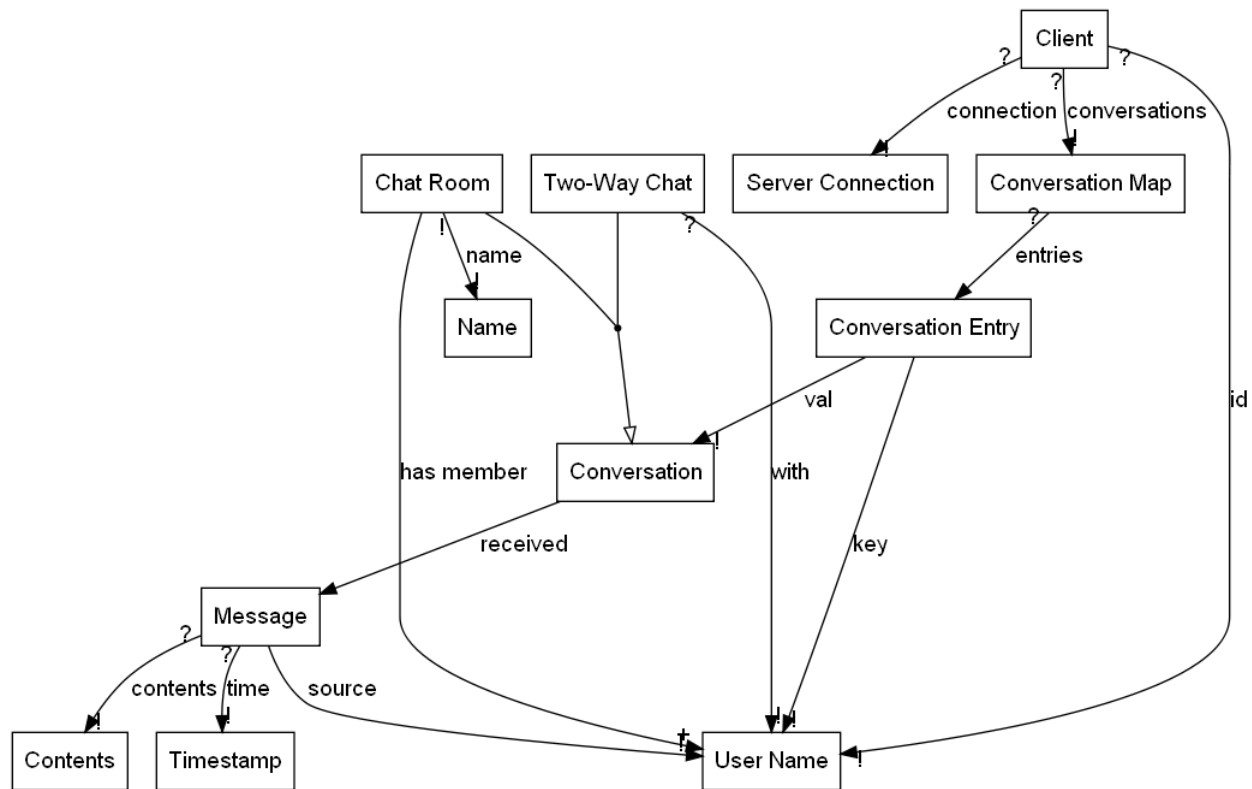 Client
?
?
?
connection
conversations
!
!
Chat Room
Two-Way Chat
Server Connection
Conversation Map
!
?
?
name
!
entries
Name
Conversation Entry
val
id
!
Conversation
has member
with
received
key
Message
?
?
contents
time
source
!
!
+
!
!
!
!
Contents
Timestamp
User Name